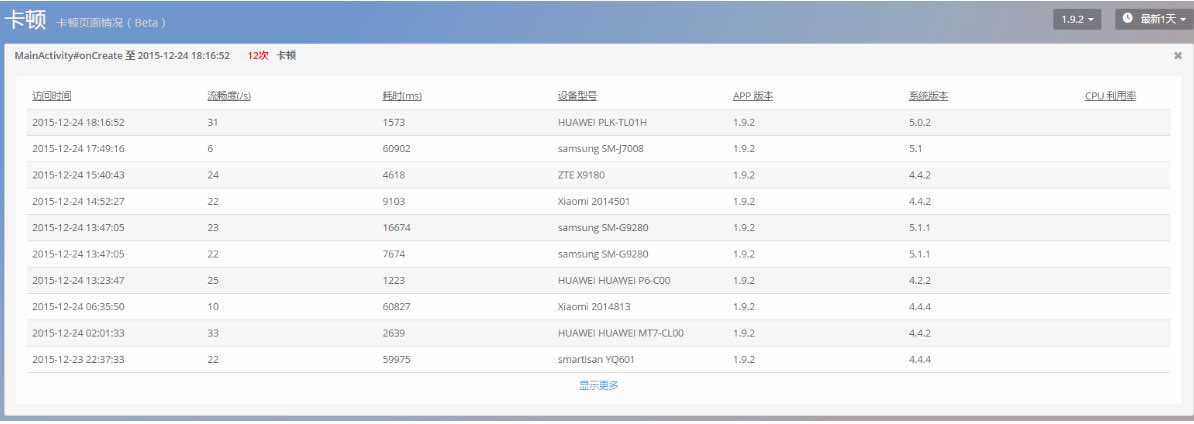 卡顿 卡顿页面情况（Beta） 1.9.2 最新1天
MainActivity#onCreate 至 2015-12-24 18:16:52 12次 卡顿
访问时间 流畅度(/s) 耗时(ms) 设备型号 APP 版本 系统版本 CPU 利用率
2015-12-24 18:16:52 31 1573 HUAWEI PLK-TL01H 1.9.2 5.0.2
2015-12-24 17:49:16 6 60902 samsung SM-J7008 1.9.2 5.1
2015-12-24 15:40:43 24 4618 ZTE X9180 1.9.2 4.4.2
2015-12-24 14:52:27 22 9103 Xiaomi 2014501 1.9.2 4.4.2
2015-12-24 13:47:05 23 16674 samsung SM-G9280 1.9.2 5.1.1
2015-12-24 13:47:05 22 7674 samsung SM-G9280 1.9.2 5.1.1
2015-12-24 13:23:47 25 1223 HUAWEI HUAWEI P6-C00 1.9.2 4.2.2
2015-12-24 06:35:50 10 60827 Xiaomi 2014813 1.9.2 4.4.4
2015-12-24 02:01:33 33 2639 HUAWEI HUAWEI MT7-CL00 1.9.2 4.4.2
2015-12-23 22:37:33 22 59975 smartisan YQ601 1.9.2 4.4.4
显示更多